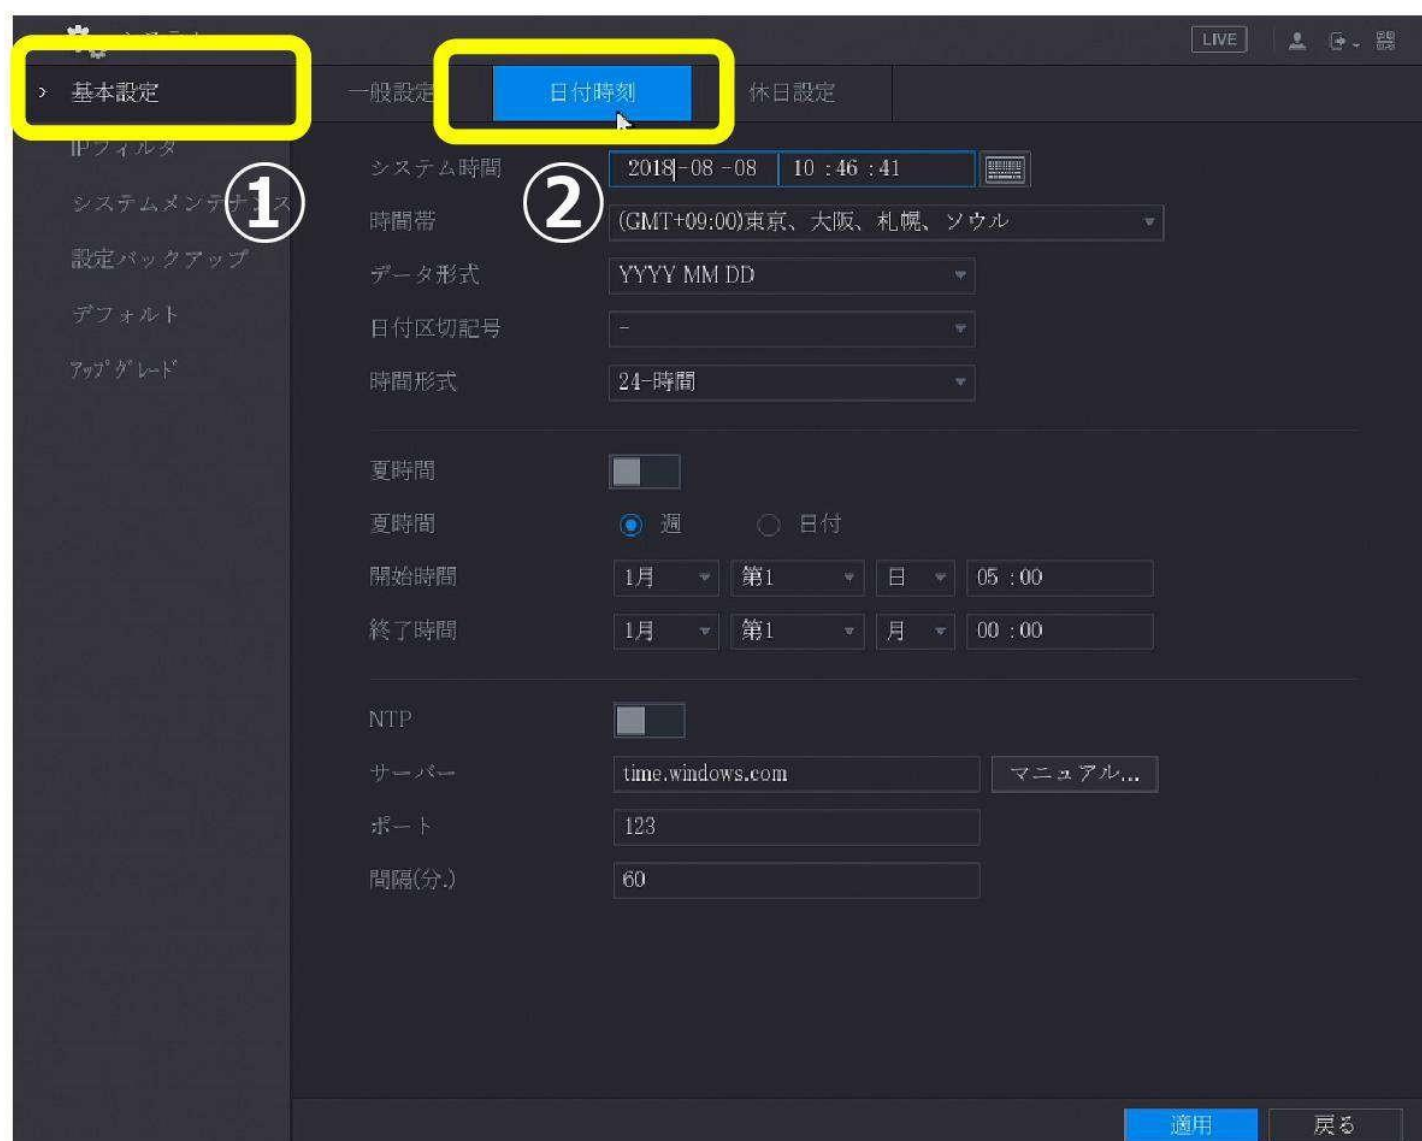 LIVE
基本設定
一般設定 日付時刻 休日設定
IPフィルタ
①
システムメンテナンス
設定バックアップ
デフォルト
アップグレード
②
システム時間 2018-08-08 10:46:41
時間帯 (GMT+09:00)東京、大阪、札幌、ソウル
データ形式 YYYY MM DD
日付区切記号 -
時間形式 24-時間
夏時間
夏時間 週 日付
開始時間 1月 第1 日 05:00
終了時間 1月 第1 月 00:00
NTP
サーバー time.windows.com マニュアル...
ポート 123
間隔(分.) 60
適用 戻る